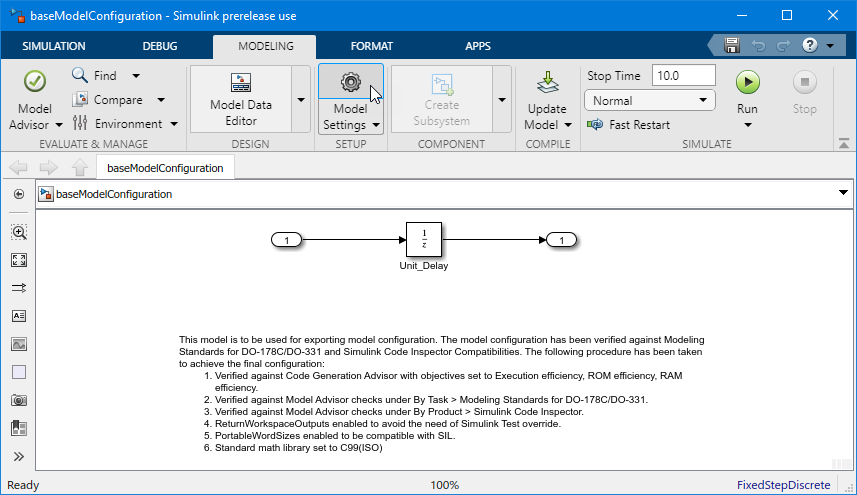 baseModelConfiguration - Simulink prerelease use
SIMULATION DEBUG MODELING FORMAT APPS
Model Advisor
Find
Compare
Environment
EVALUATE & MANAGE
Model Data Editor
DESIGN
Model Settings
SETUP
Create Subsystem
COMPONENT
Update Model
COMPILE
Stop Time 10.0
Normal
Fast Restart
Run
Stop
SIMULATE
baseModelConfiguration
baseModelConfiguration
1
1
z
1
Unit_Delay
This model is to be used for exporting model configuration. The model configuration has been verified against Modeling
Standards for DO-178C/DO-331 and Simulink Code Inspector Compatibilities. The following procedure has been taken
to achieve the final configuration:
1. Verified against Code Generation Advisor with objectives set to Execution efficiency, ROM efficiency, RAM
efficiency.
2. Verified against Model Advisor checks under By Task > Modeling Standards for DO-178C/DO-331.
3. Verified against Model Advisor checks under By Product > Simulink Code Inspector.
4. ReturnWorkspaceOutputs enabled to avoid the need of Simulink Test override.
5. PortableWordSizes enabled to be compatible with SIL.
6. Standard math library set to C99(ISO)
Ready 100% FixedStepDiscrete